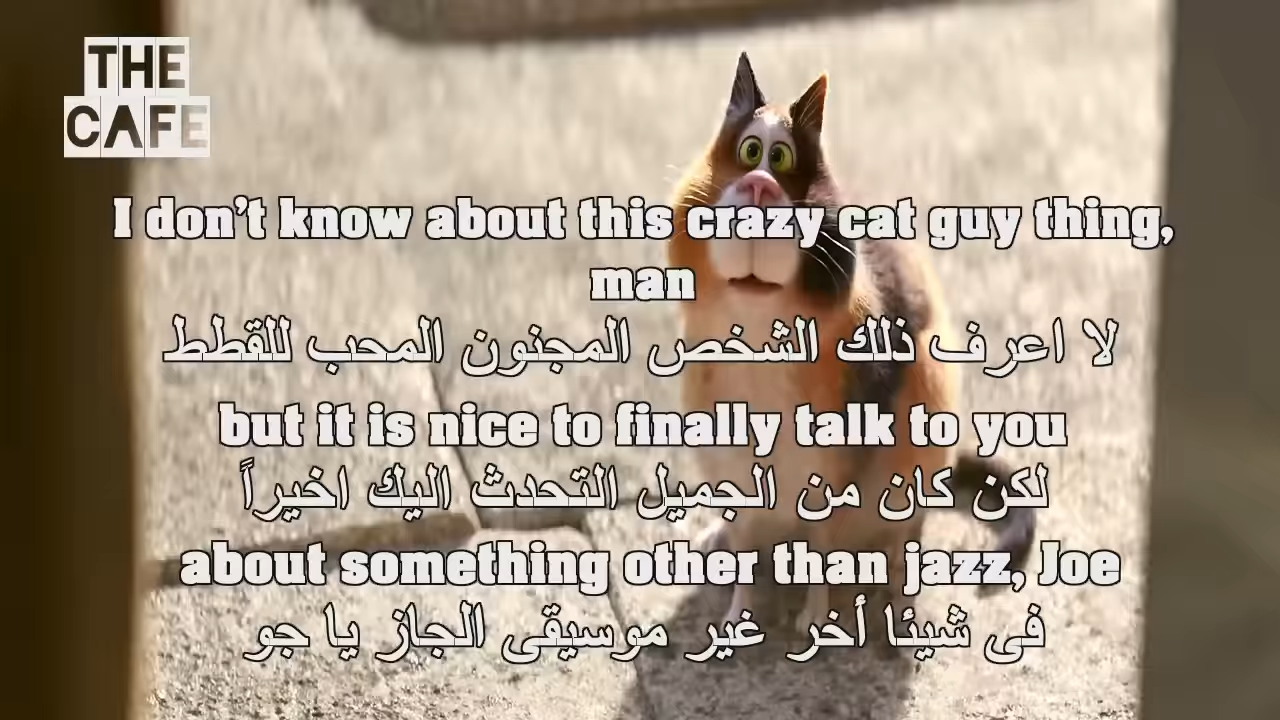 THE
CAFE
I don't know about this crazy cat guy thing,
man
لا اعرف ذلك الشخص المجنون المحب للقطط
but it is nice to finally talk to you
لكن كان من الجميل التحدث اليك اخيراً
about something other than jazz, Joe
فى شيئا أخر غير موسيقى الجاز يا جو